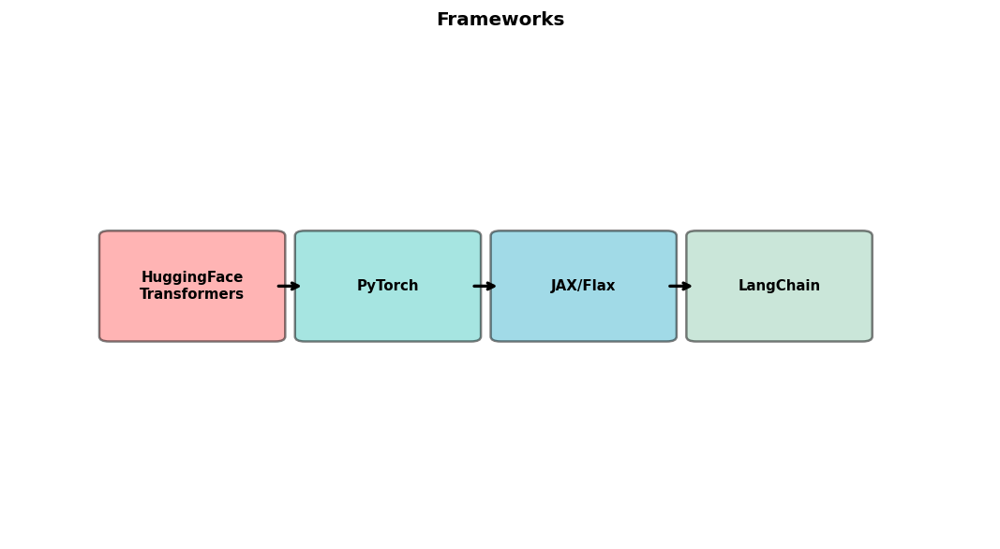 Frameworks
HuggingFace
Transformers
PyTorch
JAX/Flax
LangChain